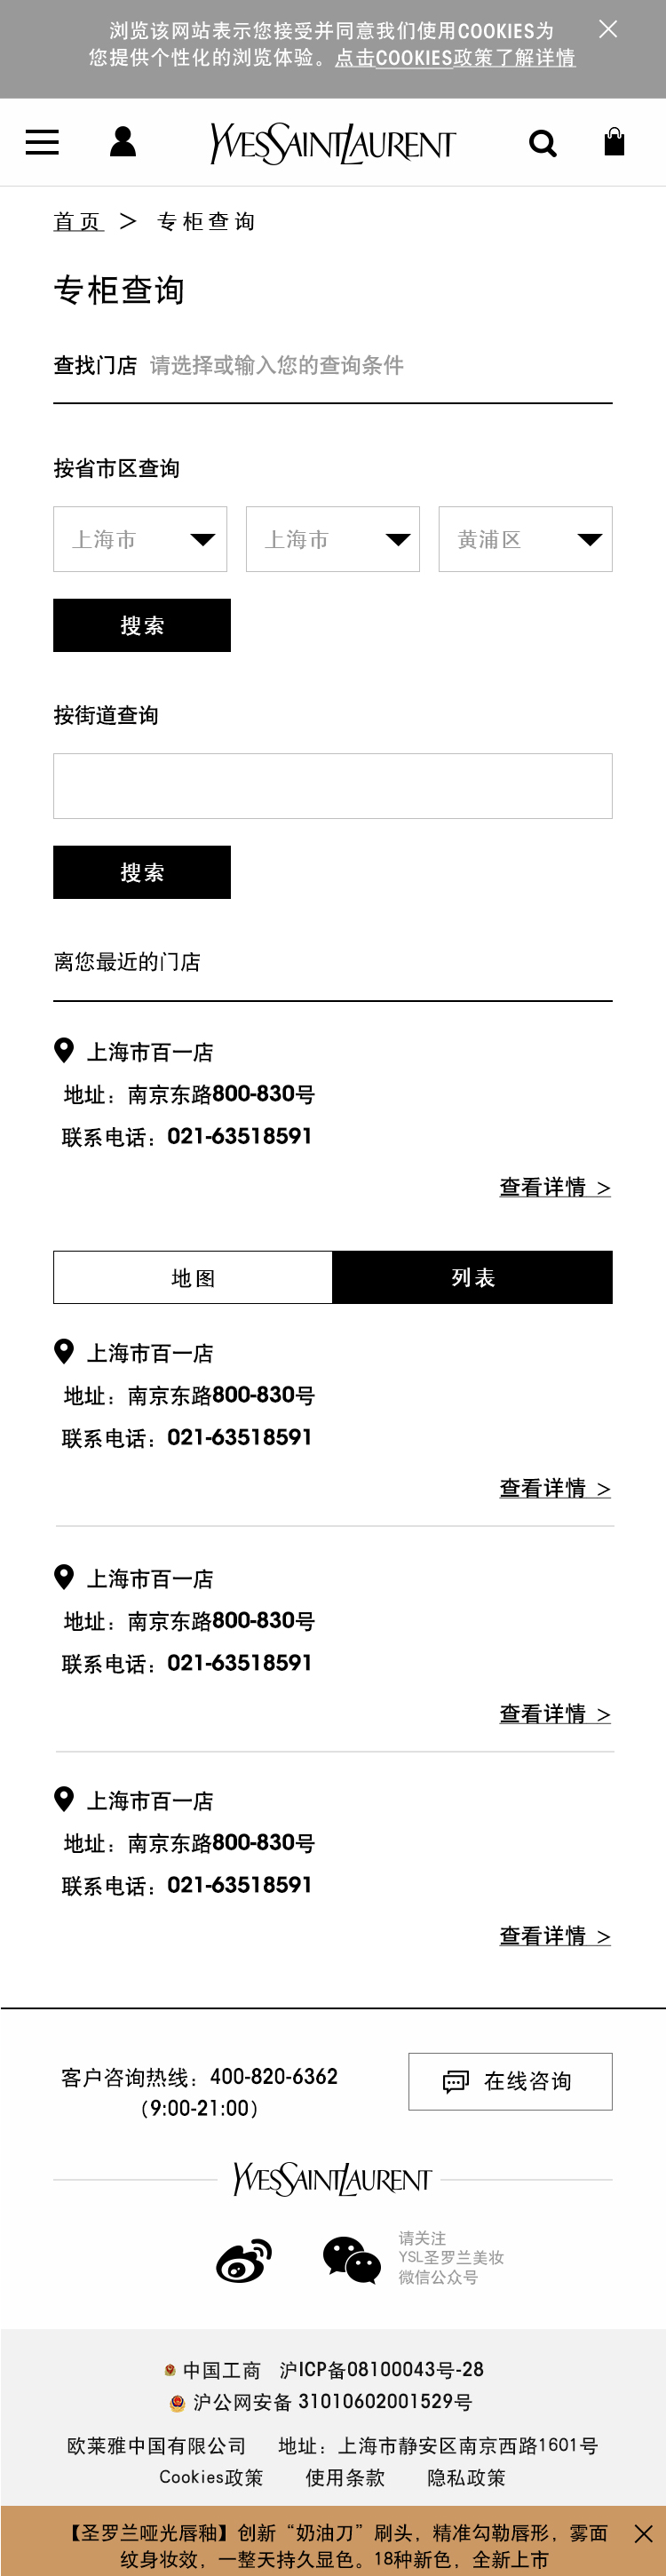 浏览该网站表示您接受并同意我们使用COOKIES为
您提供个性化的浏览体验。点击COOKIES政策了解详情
YVESSAINTLAURENT
首页 > 专柜查询
专柜查询
查找门店 请选择或输入您的查询条件
按省市区查询
上海市 上海市 黄浦区
搜索
按街道查询
搜索
离您最近的门店
上海市百一店
地址：南京东路800-830号
联系电话：021-63518591
查看详情 >
地图 列表
上海市百一店
地址：南京东路800-830号
联系电话：021-63518591
查看详情 >
上海市百一店
地址：南京东路800-830号
联系电话：021-63518591
查看详情 >
上海市百一店
地址：南京东路800-830号
联系电话：021-63518591
查看详情 >
客户咨询热线：400-820-6362
（9:00-21:00）
在线咨询
YVESSAINTLAURENT
请关注
YSL圣罗兰美妆
微信公众号
中国工商 沪ICP备08100043号-28
沪公网安备 31010602001529号
欧莱雅中国有限公司 地址：上海市静安区南京西路1601号
Cookies政策 使用条款 隐私政策
【圣罗兰哑光唇釉】创新“奶油刀”刷头，精准勾勒唇形，雾面
纹身妆效，一整天持久显色。18种新色，全新上市